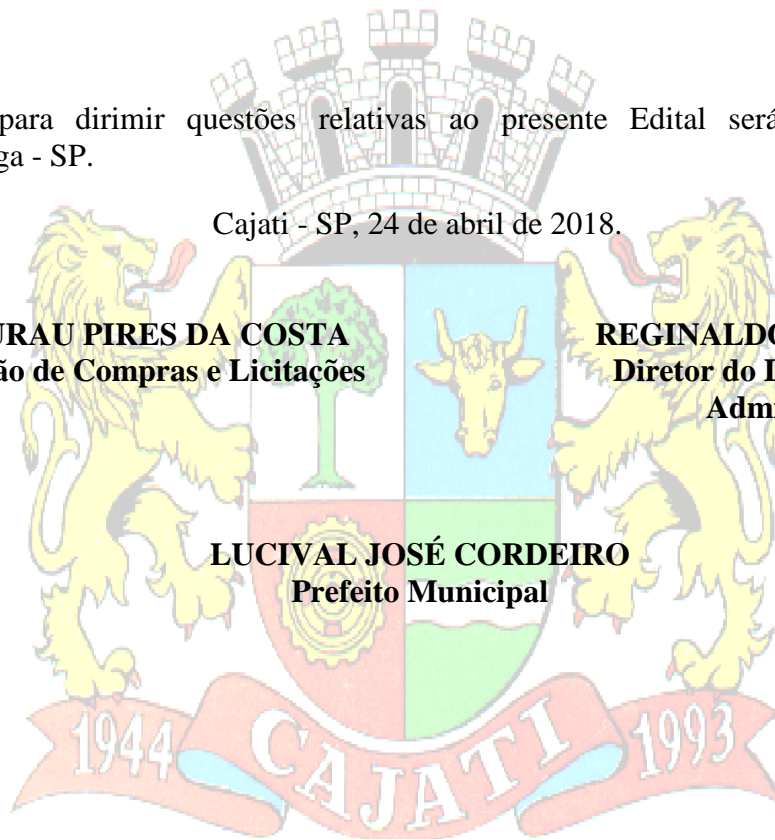 para dirimir questões relativas ao presente Edital será
ga - SP.
Cajati - SP, 24 de abril de 2018.
URAU PIRES DA COSTA
REGINALDO
ão de Compras e Licitações
Diretor do D
Admi
LUCIVAL JOSÉ CORDEIRO
Prefeito Municipal
1944 CAJATI 1993